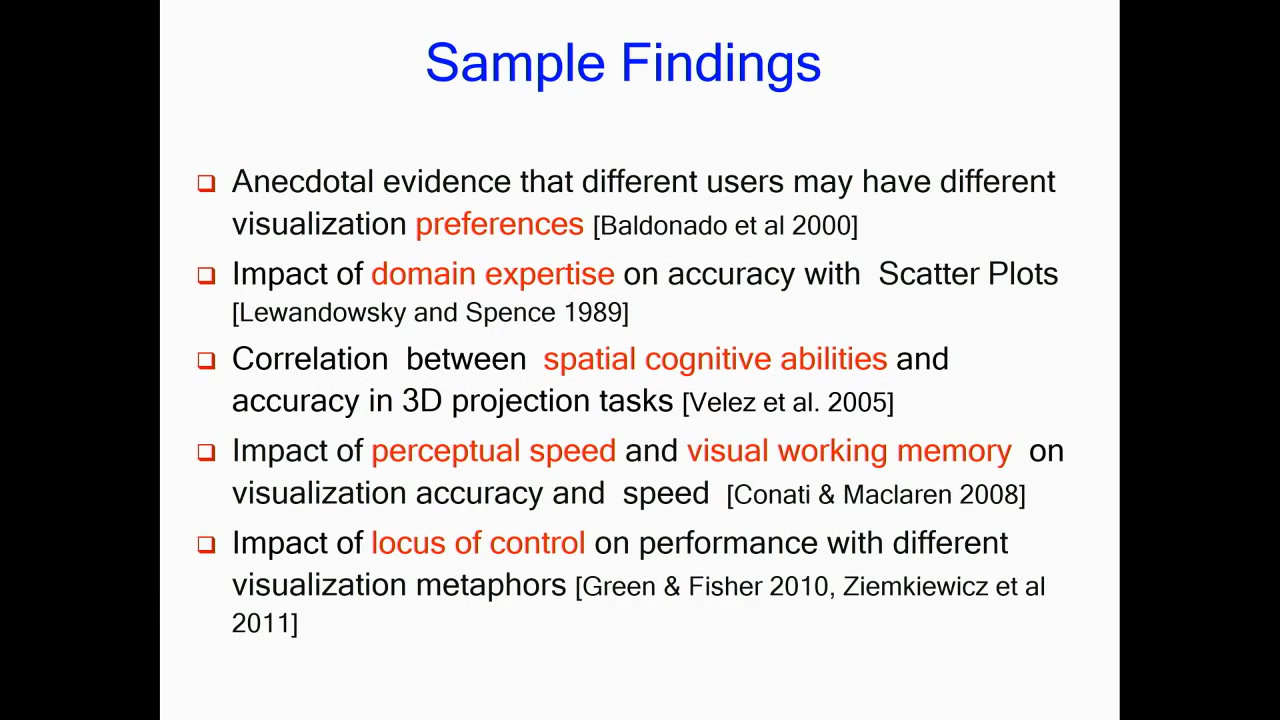 Sample Findings
Anecdotal evidence that different users may have different
visualization preferences [Baldonado et al 2000]
Impact of domain expertise on accuracy with Scatter Plots
[Lewandowsky and Spence 1989]
Correlation between spatial cognitive abilities and
accuracy in 3D projection tasks [Velez et al. 2005]
Impact of perceptual speed and visual working memory on
visualization accuracy and speed [Conati & Maclaren 2008]
Impact of locus of control on performance with different
visualization metaphors [Green & Fisher 2010, Ziemkiewicz et al
2011]